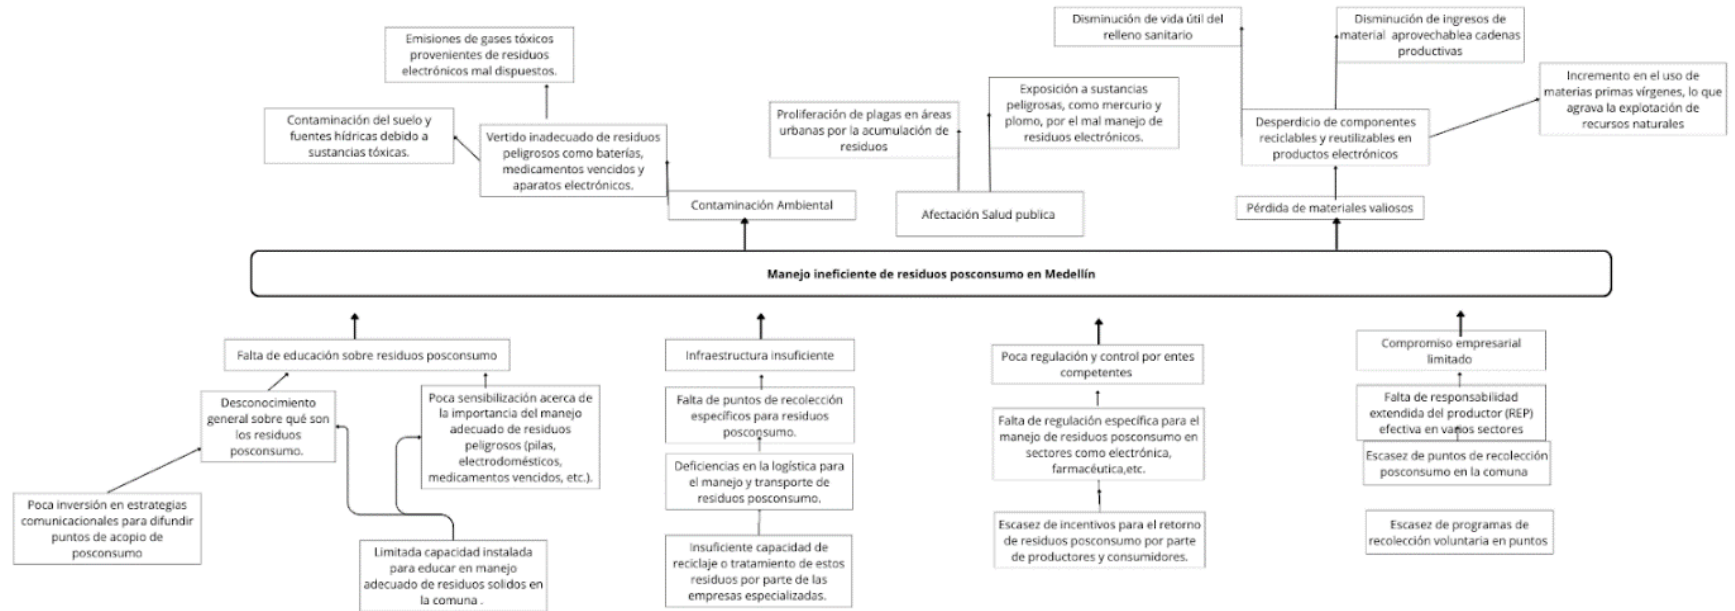 Emisiones de gases tóxicos
provenientes de residuos
electrónicos mal dispuestos.
Contaminación del suelo y
fuentes hídricas debido a
sustancias tóxicas.
Vertido inadecuado de residuos
peligrosos como baterías,
medicamentos vencidos y
aparatos electrónicos.
Contaminación Ambiental
Proliferación de plagas en áreas
urbanas por la acumulación de
residuos
Exposición a sustancias
peligrosas, como mercurio y
plomo, por el mal manejo de
residuos electrónicos.
Afectación Salud publica
Disminución de vida útil del
relleno sanitario
Disminución de ingresos de
material aprovechablea cadenas
productivas
Incremento en el uso de
materias primas vírgenes, lo que
agrava la explotación de
recursos naturales
Desperdicio de componentes
reciclables y reutilizables en
productos electrónicos
Pérdida de materiales valiosos
Manejo ineficiente de residuos posconsumo en Medellín
Falta de educación sobre residuos posconsumo
Desconocimiento
general sobre qué son
los residuos
posconsumo.
Poca sensibilización acerca de
la importancia del manejo
adecuado de residuos
peligrosos (pilas,
electrodomésticos,
medicamentos vencidos, etc.).
Poca inversión en estrategias
comunicacionales para difundir
puntos de acopio de
posconsumo
Limitada capacidad instalada
para educar en manejo
adecuado de residuos solidos en
la comuna .
Infraestructura insuficiente
Falta de puntos de recolección
específicos para residuos
posconsumo.
Deficiencias en la logística para
el manejo y transporte de
residuos posconsumo.
Insuficiente capacidad de
reciclaje o tratamiento de estos
residuos por parte de las
empresas especializadas.
Poca regulación y control por entes
competentes
Falta de regulación específica para el
manejo de residuos posconsumo en
sectores como electrónica,
farmacéutica,etc.
Escasez de incentivos para el retorno
de residuos posconsumo por parte
de productores y consumidores.
Compromiso empresarial
limitado
Falta de responsabilidad
extendida del productor (REP)
efectiva en varios sectores
Escasez de puntos de recolección
posconsumo en la comuna
Escasez de programas de
recolección voluntaria en puntos